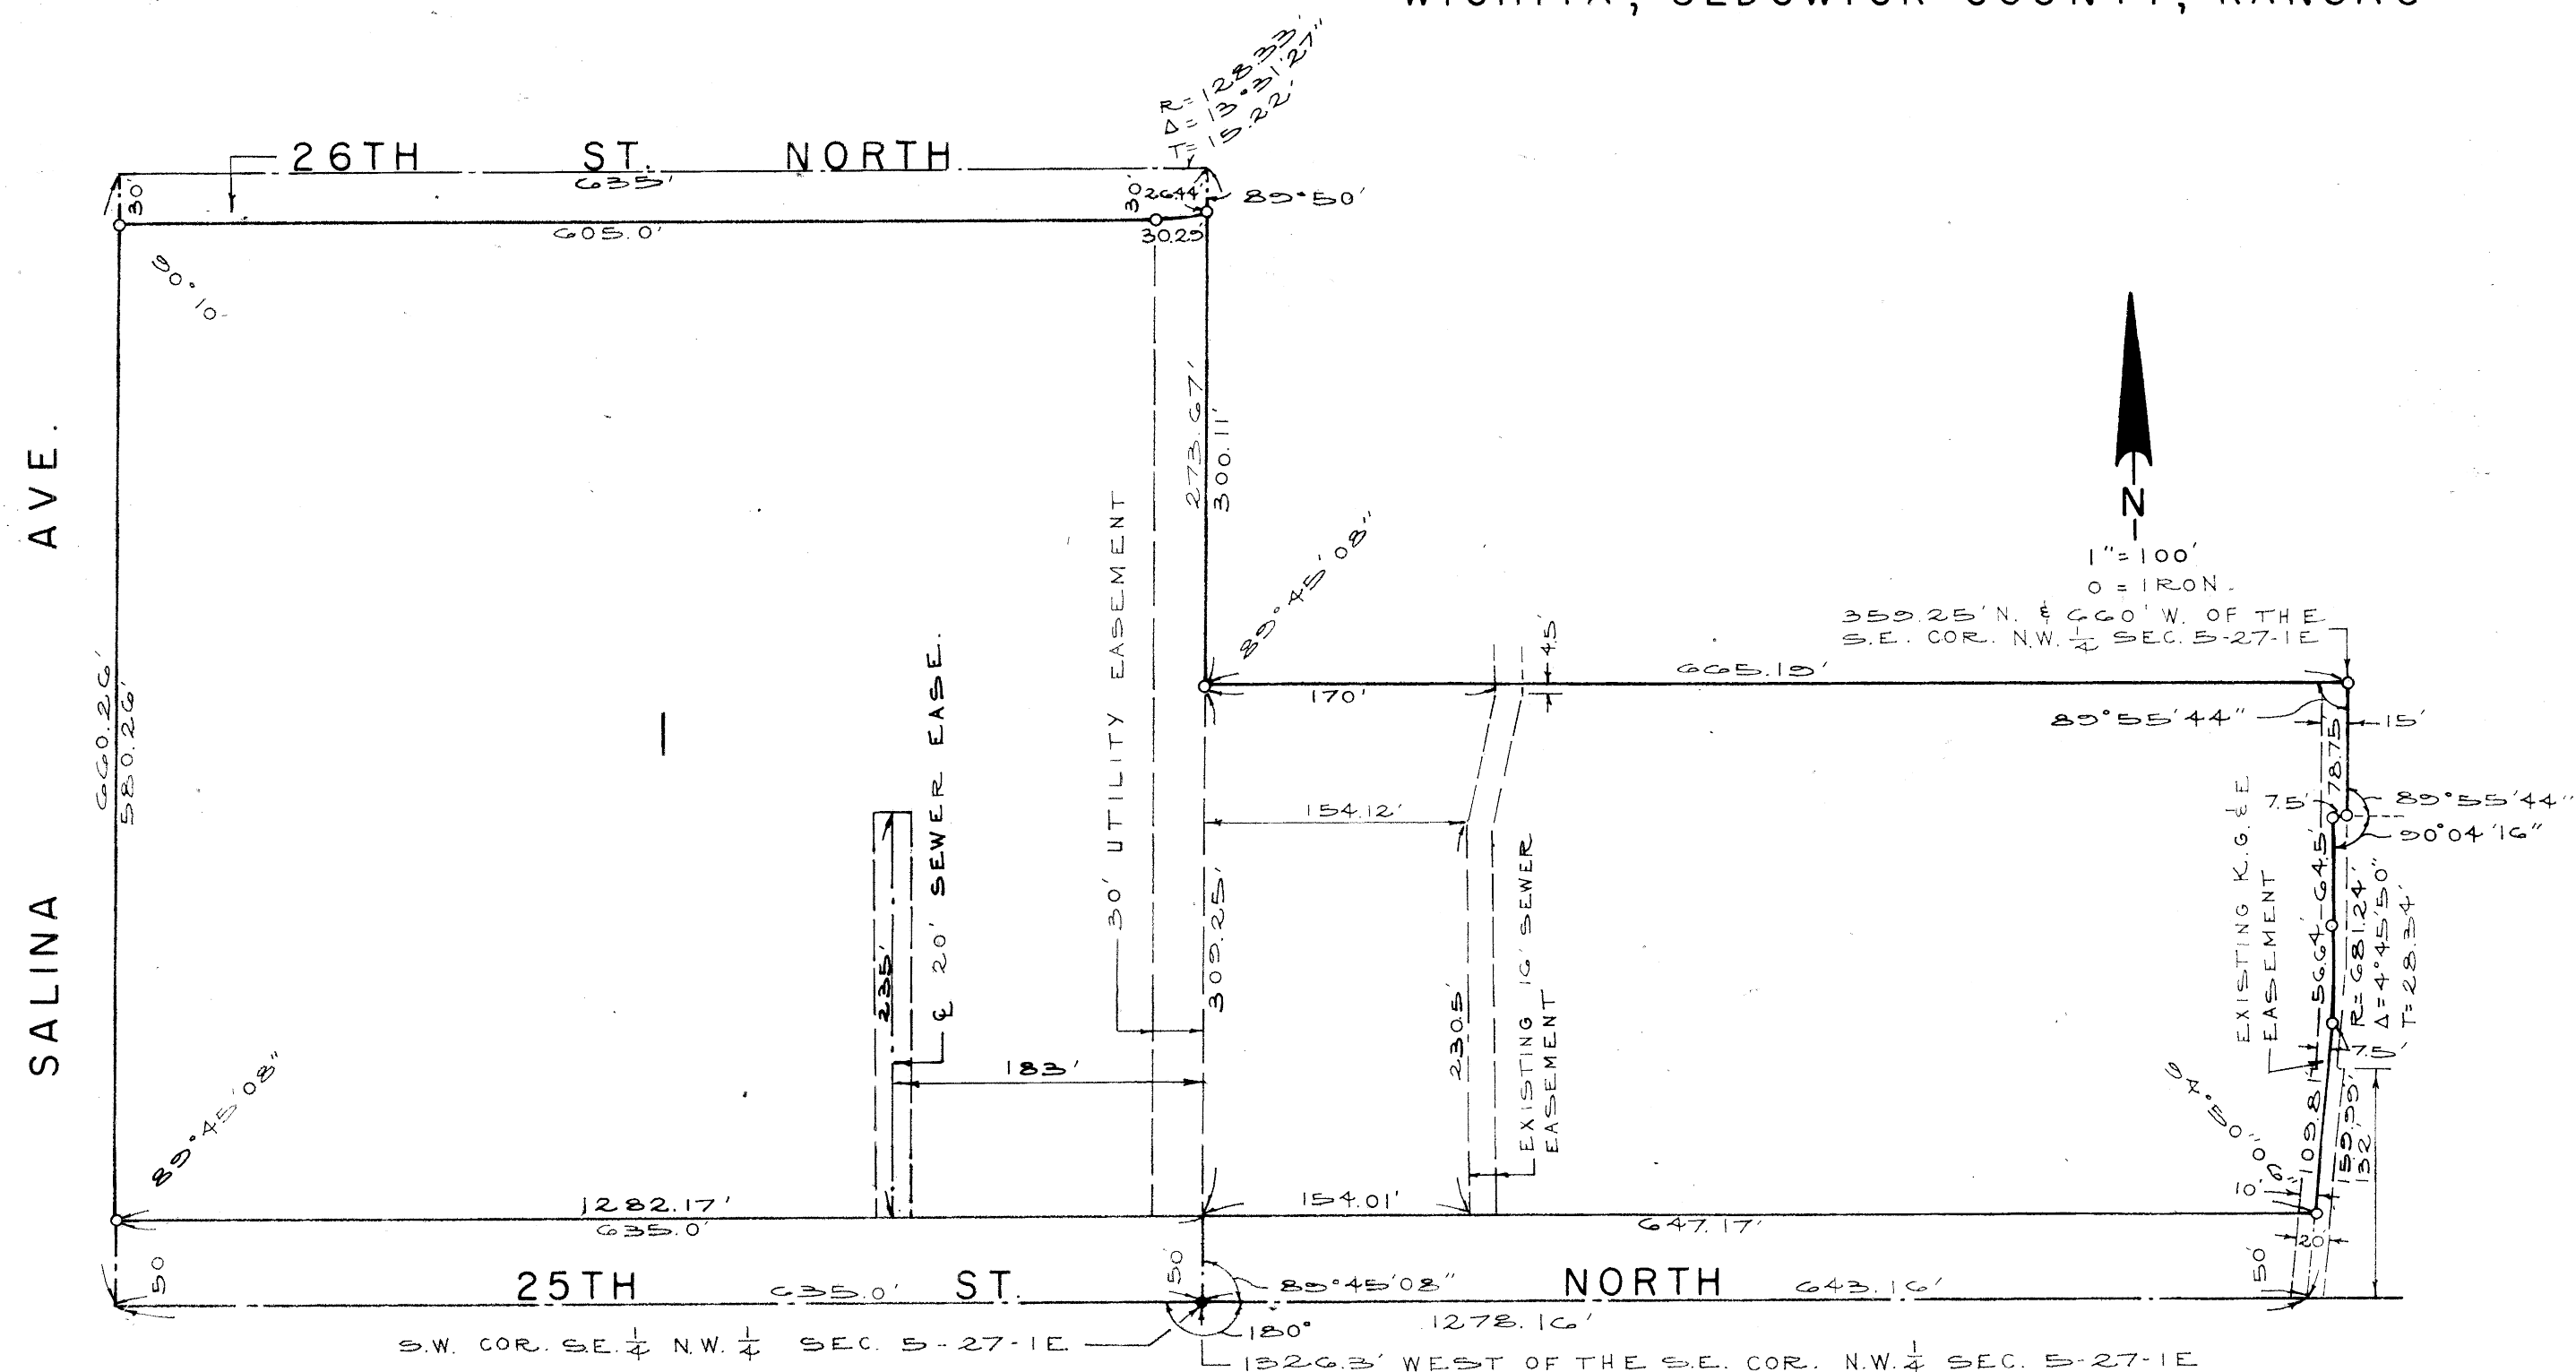 WICHITA, SEDGWICK COUNTY, KANSAS
R=128.33'
Δ=13°31'27"
T=15.22'
26TH ST. NORTH
635'
30'
30'
26.44'
89°50'
605.0'
30.29'
90°10'
SALINA AVE.
660.26'
580.26'
273.67'
300.11'
89°45'08"
1
30' UTILITY EASEMENT
℄ 20' SEWER EASE.
235'
183'
309.25'
N
1"=100'
O = IRON
359.25' N. & 660' W. OF THE
S.E. COR. N.W. 1/4 SEC. 5-27-1E
4.5'
665.19'
170'
89°55'44"
15'
78.75'
7.5'
89°55'44"
90°04'16"
154.12'
230.5'
EXISTING 16' SEWER
EASEMENT
EXISTING K.G. & E
EASEMENT
64.5'
56.64'
R=681.24'
Δ=4°45'50"
T=28.34'
7.5'
109.81'
159.99'
132'
94°50'
10'
20'
89°45'08"
1282.17'
635.0'
154.01'
647.17'
50'
50'
50'
25TH ST. NORTH
635.0'
89°45'08"
643.16'
180°
1278.16'
S.W. COR. S.E. 1/4 N.W. 1/4 SEC. 5-27-1E
1326.3' WEST OF THE S.E. COR. N.W. 1/4 SEC. 5-27-1E